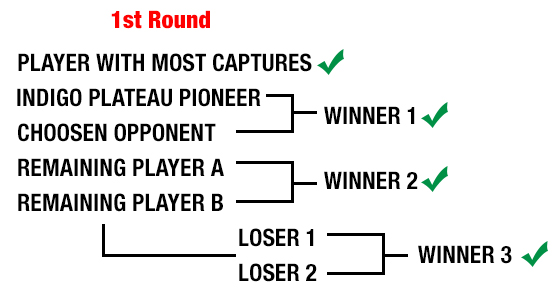 1st Round
PLAYER WITH MOST CAPTURES
INDIGO PLATEAU PIONEER
CHOOSEN OPPONENT
WINNER 1
REMAINING PLAYER A
REMAINING PLAYER B
WINNER 2
LOSER 1
LOSER 2
WINNER 3